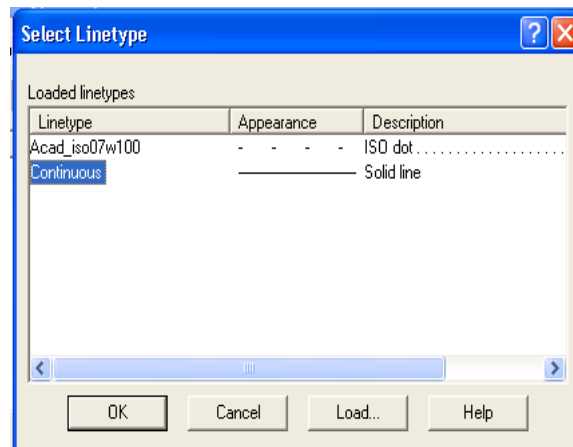 Select Linetype
Loaded linetypes
Linetype Appearance Description
Acad_iso07w100 ISO dot . . . . . . . . . . . . . . . . . . .
Continuous Solid line
OK Cancel Load... Help